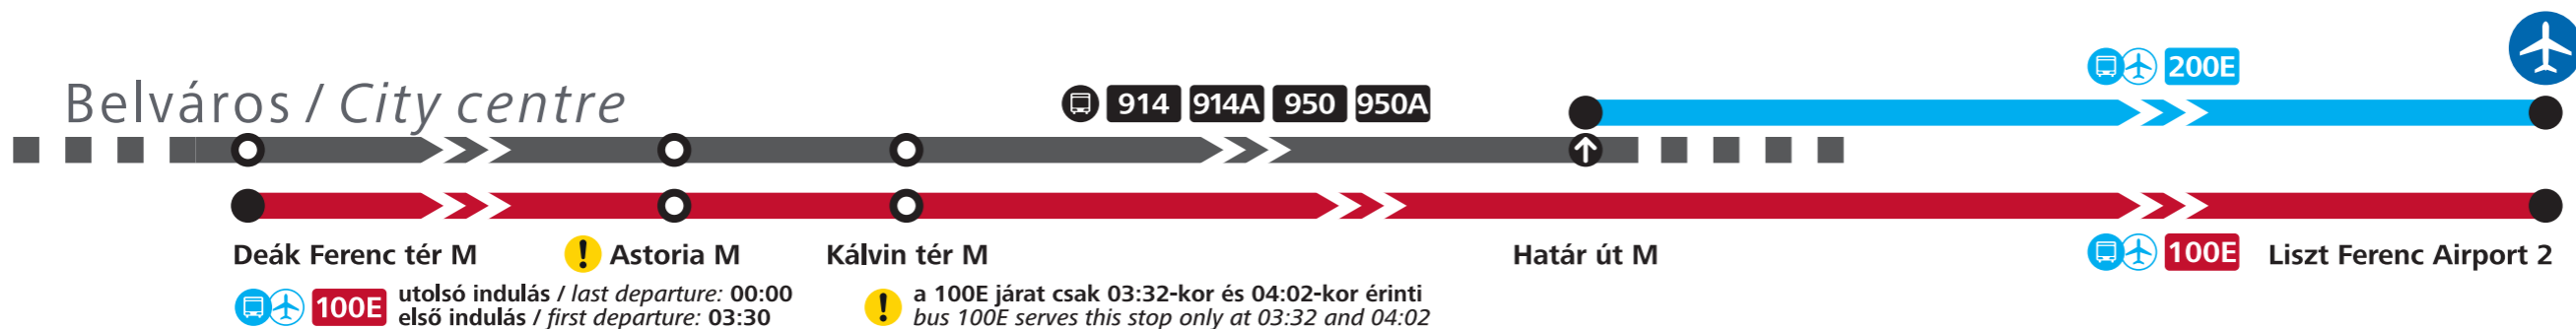 200E
Belváros / City centre
914 914A 950 950A
Deák Ferenc tér M
! Astoria M
Kálvin tér M
Határ út M
100E
Liszt Ferenc Airport 2
100E
utolsó indulás / last departure: 00:00
első indulás / first departure: 03:30
! a 100E járat csak 03:32-kor és 04:02-kor érinti
bus 100E serves this stop only at 03:32 and 04:02